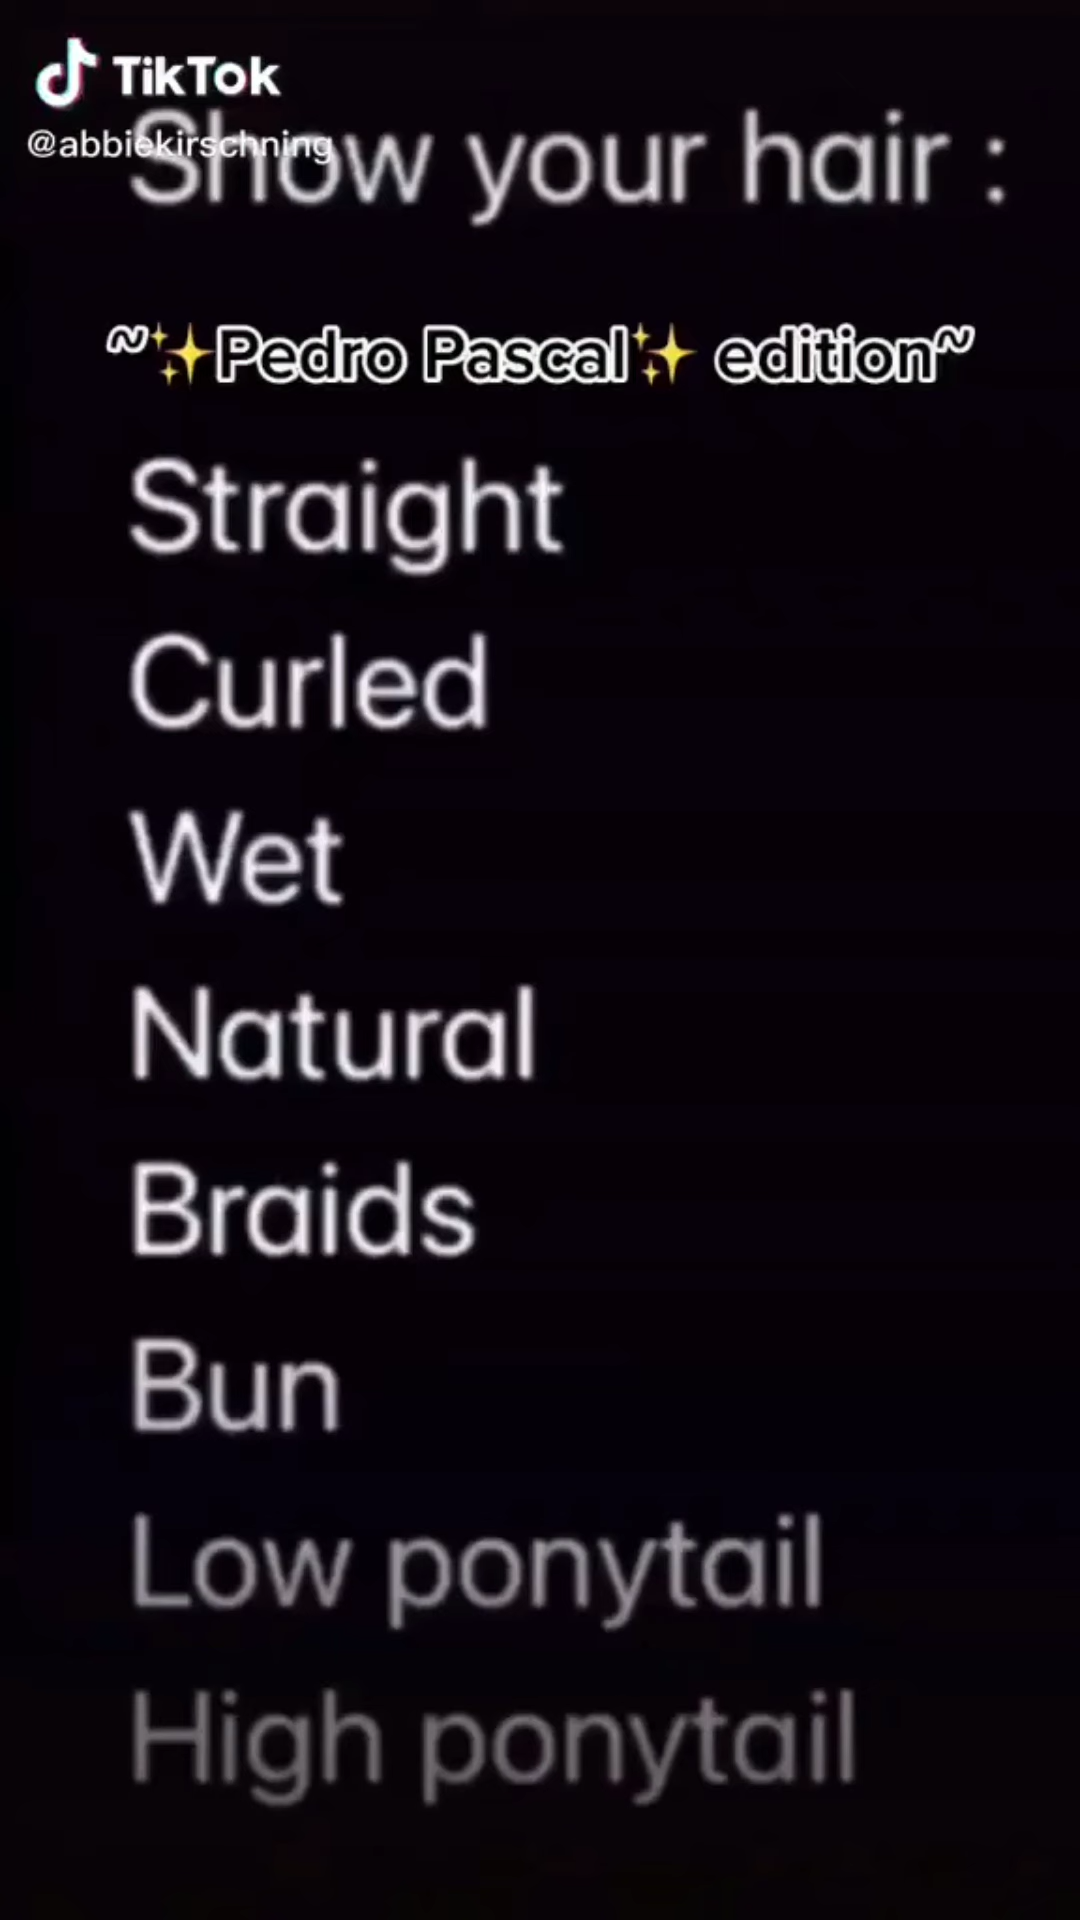 TikTok
@abbiekirschning
Show your hair :
~✨Pedro Pascal✨ edition~
Straight
Curled
Wet
Natural
Braids
Bun
Low ponytail
High ponytail